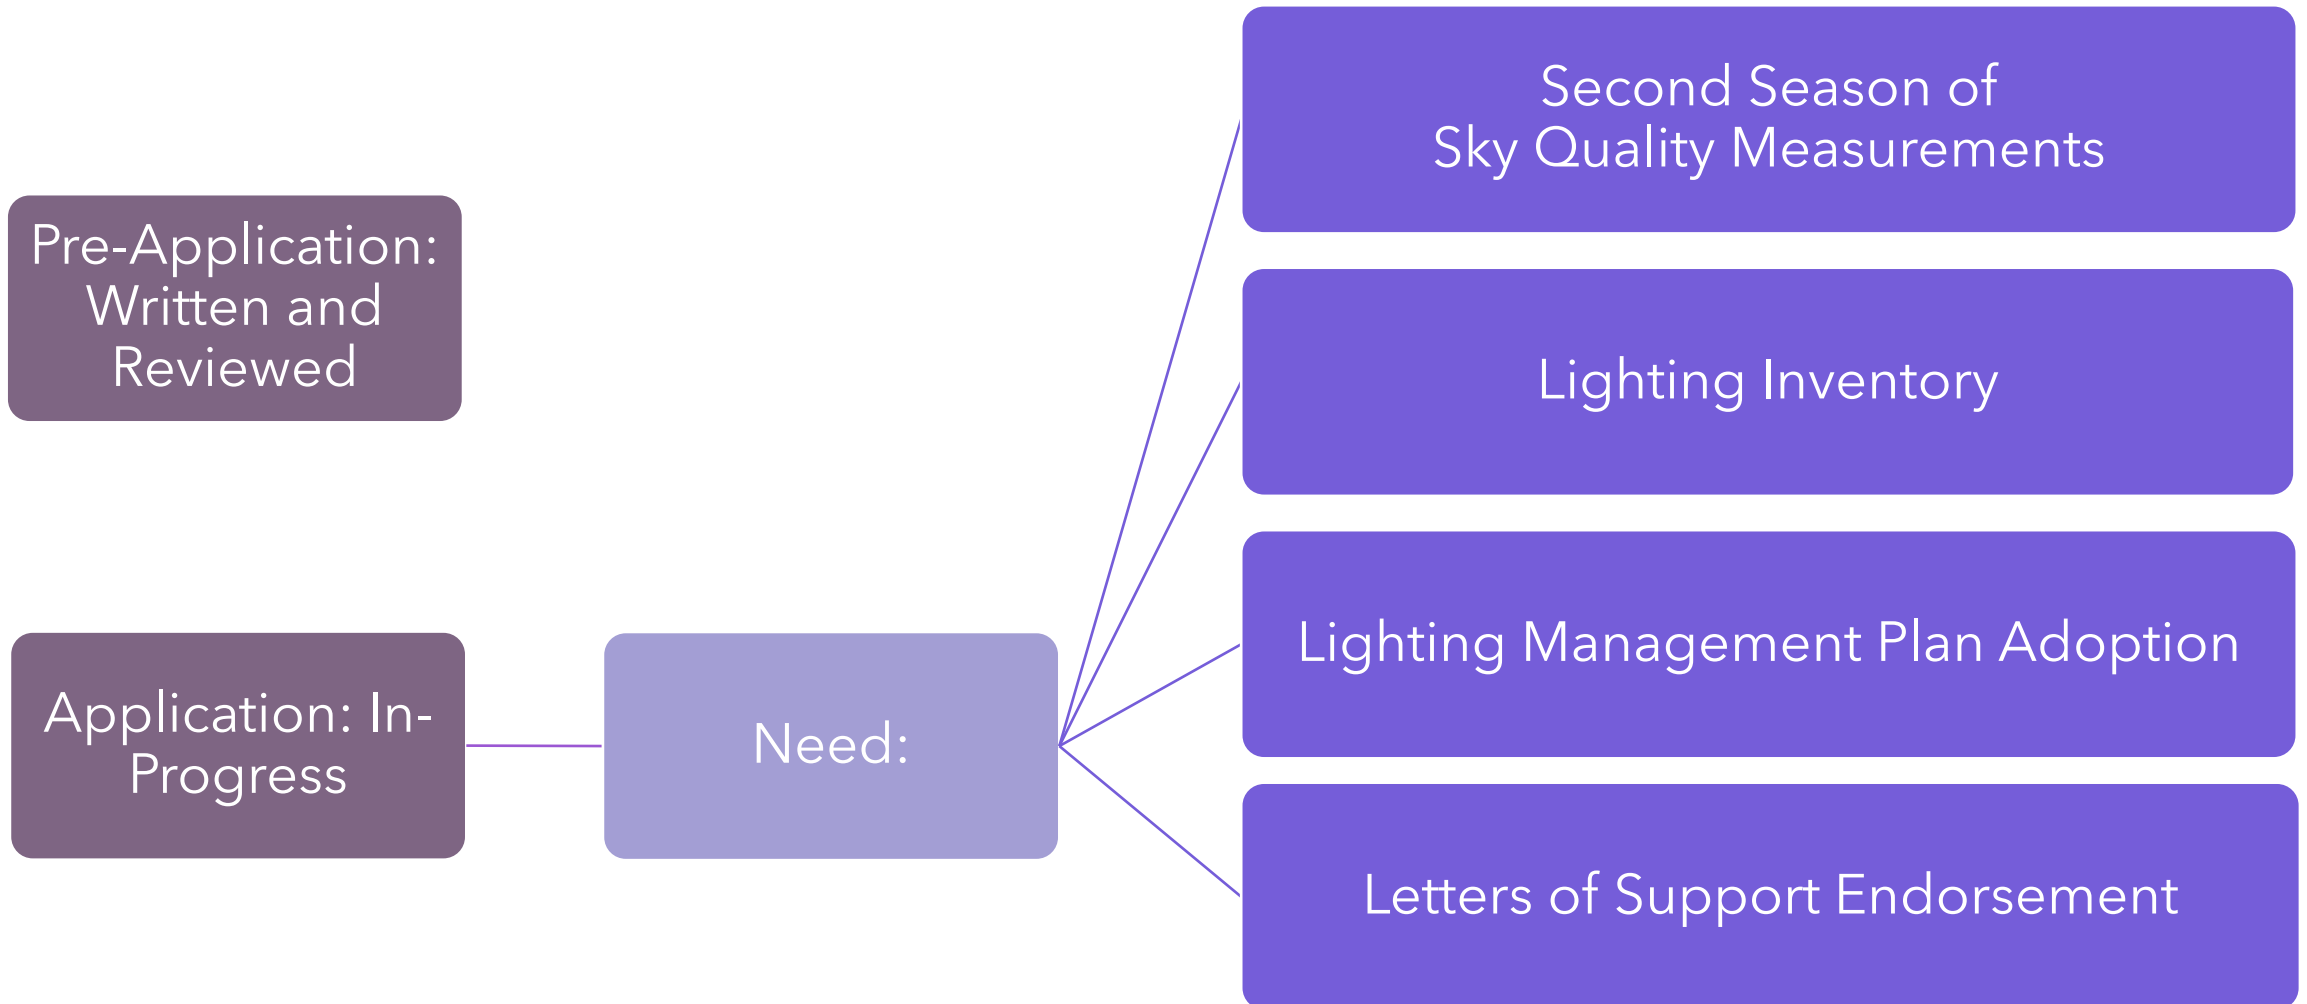 Pre-Application:
Written and
Reviewed
Application: In-
Progress
Need:
Second Season of
Sky Quality Measurements
Lighting Inventory
Lighting Management Plan Adoption
Letters of Support Endorsement